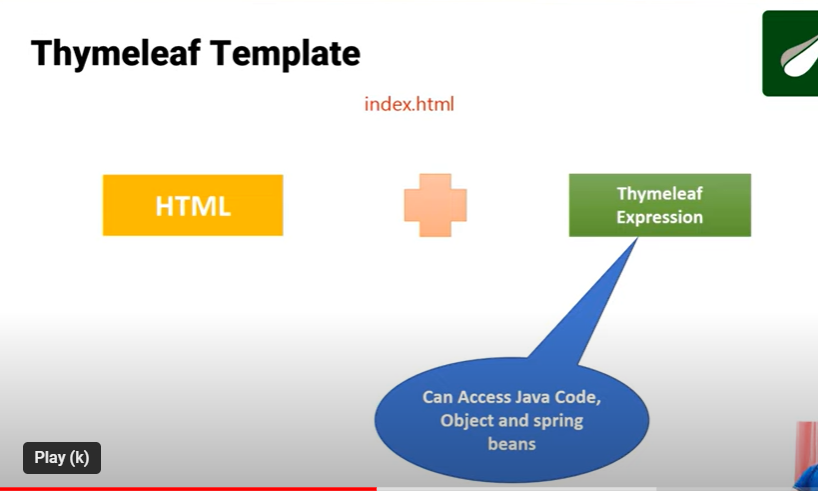 Thymeleaf Template
index.html
HTML
Thymeleaf
Expression
Can Access Java Code,
Object and spring
beans
Play (k)